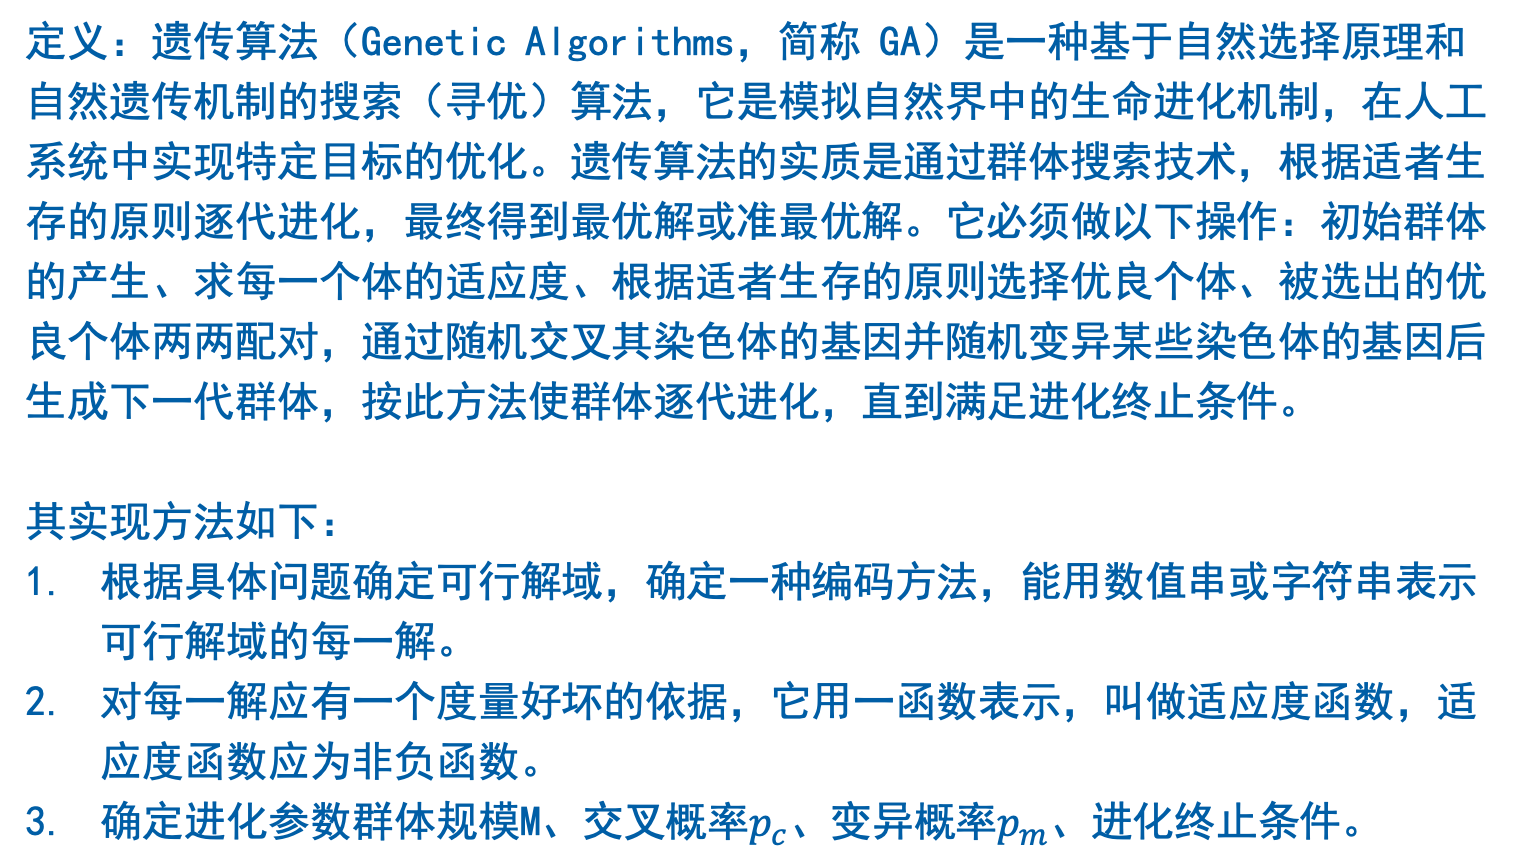 定义：遗传算法（Genetic Algorithms，简称 GA）是一种基于自然选择原理和
自然遗传机制的搜索（寻优）算法，它是模拟自然界中的生命进化机制，在人工
系统中实现特定目标的优化。遗传算法的实质是通过群体搜索技术，根据适者生
存的原则逐代进化，最终得到最优解或准最优解。它必须做以下操作：初始群体
的产生、求每一个体的适应度、根据适者生存的原则选择优良个体、被选出的优
良个体两两配对，通过随机交叉其染色体的基因并随机变异某些染色体的基因后
生成下一代群体，按此方法使群体逐代进化，直到满足进化终止条件。
其实现方法如下：
1. 根据具体问题确定可行解域，确定一种编码方法，能用数值串或字符串表示
可行解域的每一解。
2. 对每一解应有一个度量好坏的依据，它用一函数表示，叫做适应度函数，适
应度函数应为非负函数。
3. 确定进化参数群体规模M、交叉概率p_c、变异概率p_m、进化终止条件。